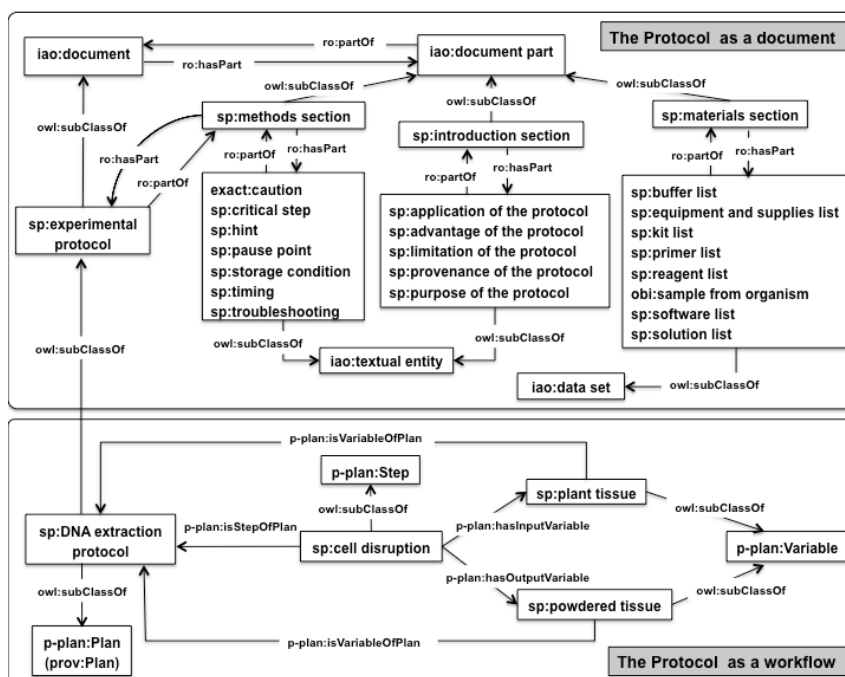 The Protocol as a document
iao:document
ro:partOf
ro:hasPart
iao:document part
owl:subClassOf
owl:subClassOf
owl:subClassOf
owl:subClassOf
sp:methods section
sp:introduction section
sp:materials section
ro:hasPart
ro:partOf
ro:partOf
ro:hasPart
ro:partOf
ro:hasPart
ro:partOf
ro:hasPart
sp:experimental
protocol
exact:caution
sp:critical step
sp:hint
sp:pause point
sp:storage condition
sp:timing
sp:troubleshooting
sp:application of the protocol
sp:advantage of the protocol
sp:limitation of the protocol
sp:provenance of the protocol
sp:purpose of the protocol
sp:buffer list
sp:equipment and supplies list
sp:kit list
sp:primer list
sp:reagent list
obi:sample from organism
sp:software list
sp:solution list
owl:subClassOf
owl:subClassOf
owl:subClassOf
iao:textual entity
iao:data set
owl:subClassOf
p-plan:isVariableOfPlan
p-plan:Step
sp:plant tissue
owl:subClassOf
owl:subClassOf
sp:DNA extraction
protocol
p-plan:isStepOfPlan
sp:cell disruption
p-plan:hasInputVariable
p-plan:Variable
p-plan:hasOutputVariable
owl:subClassOf
owl:subClassOf
sp:powdered tissue
p-plan:Plan
(prov:Plan)
p-plan:isVariableOfPlan
The Protocol as a workflow